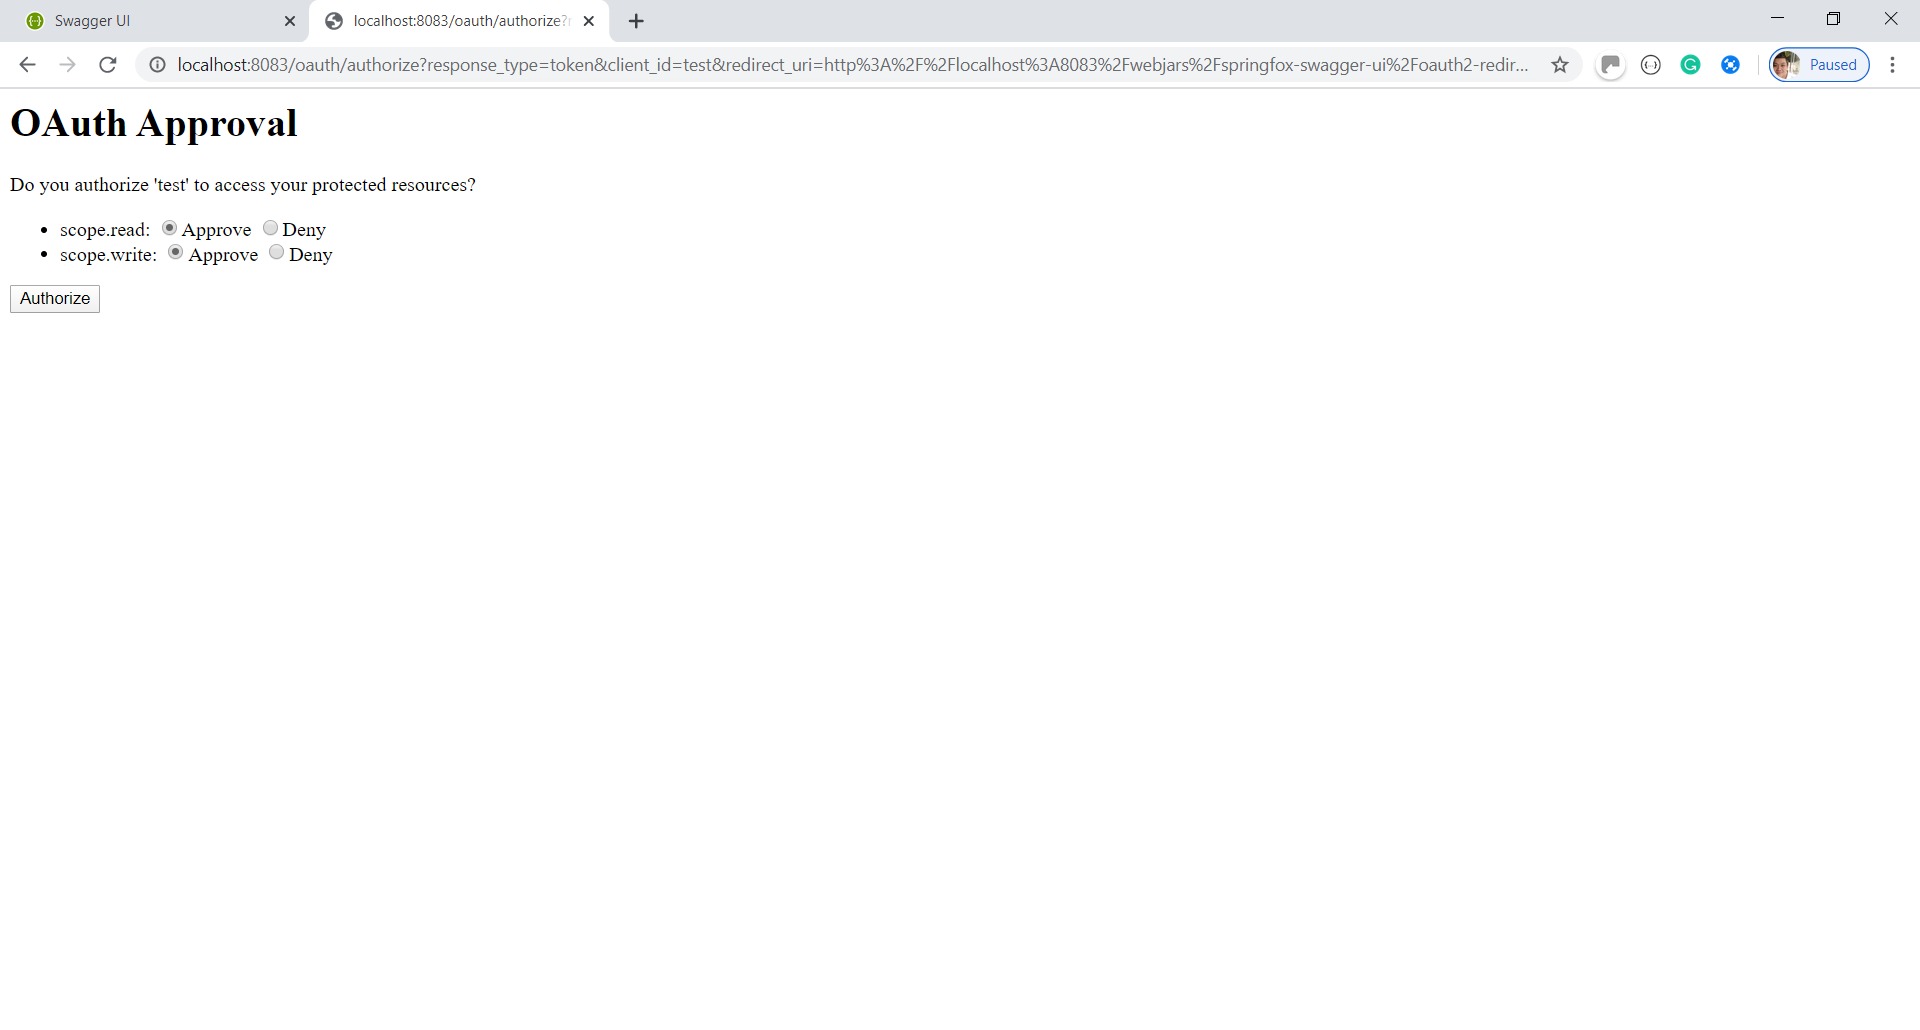 Swagger UI
localhost:8083/oauth/authorize?
localhost:8083/oauth/authorize?response_type=token&client_id=test&redirect_uri=http%3A%2F%2Flocalhost%3A8083%2Fwebjars%2Fspringfox-swagger-ui%2Foauth2-redir...
Paused
OAuth Approval
Do you authorize 'test' to access your protected resources?
scope.read: Approve Deny
scope.write: Approve Deny
Authorize